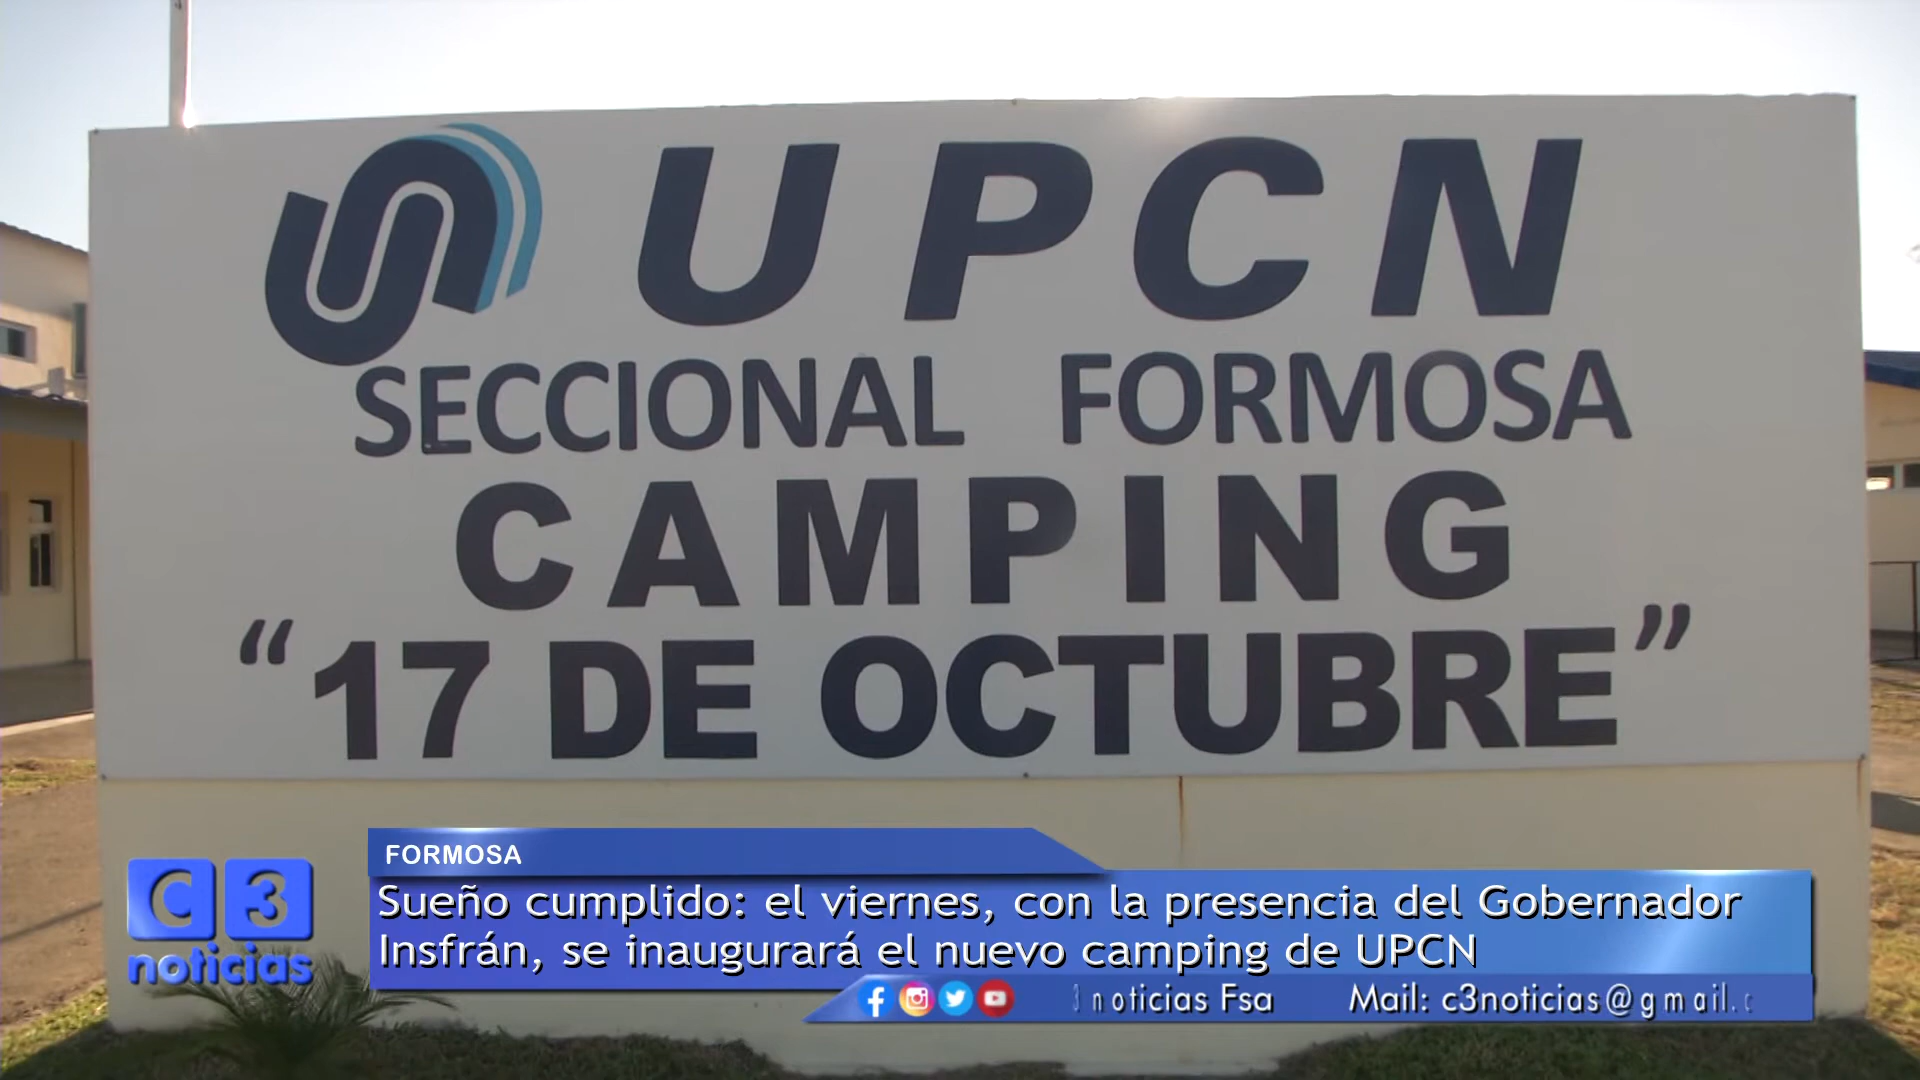 UPCN
SECCIONAL FORMOSA
CAMPING
“17 DE OCTUBRE”
FORMOSA
Sueño cumplido: el viernes, con la presencia del Gobernador
Insfrán, se inaugurará el nuevo camping de UPCN
C3
noticias
3 noticias Fsa Mail: c3noticias@gmail.c